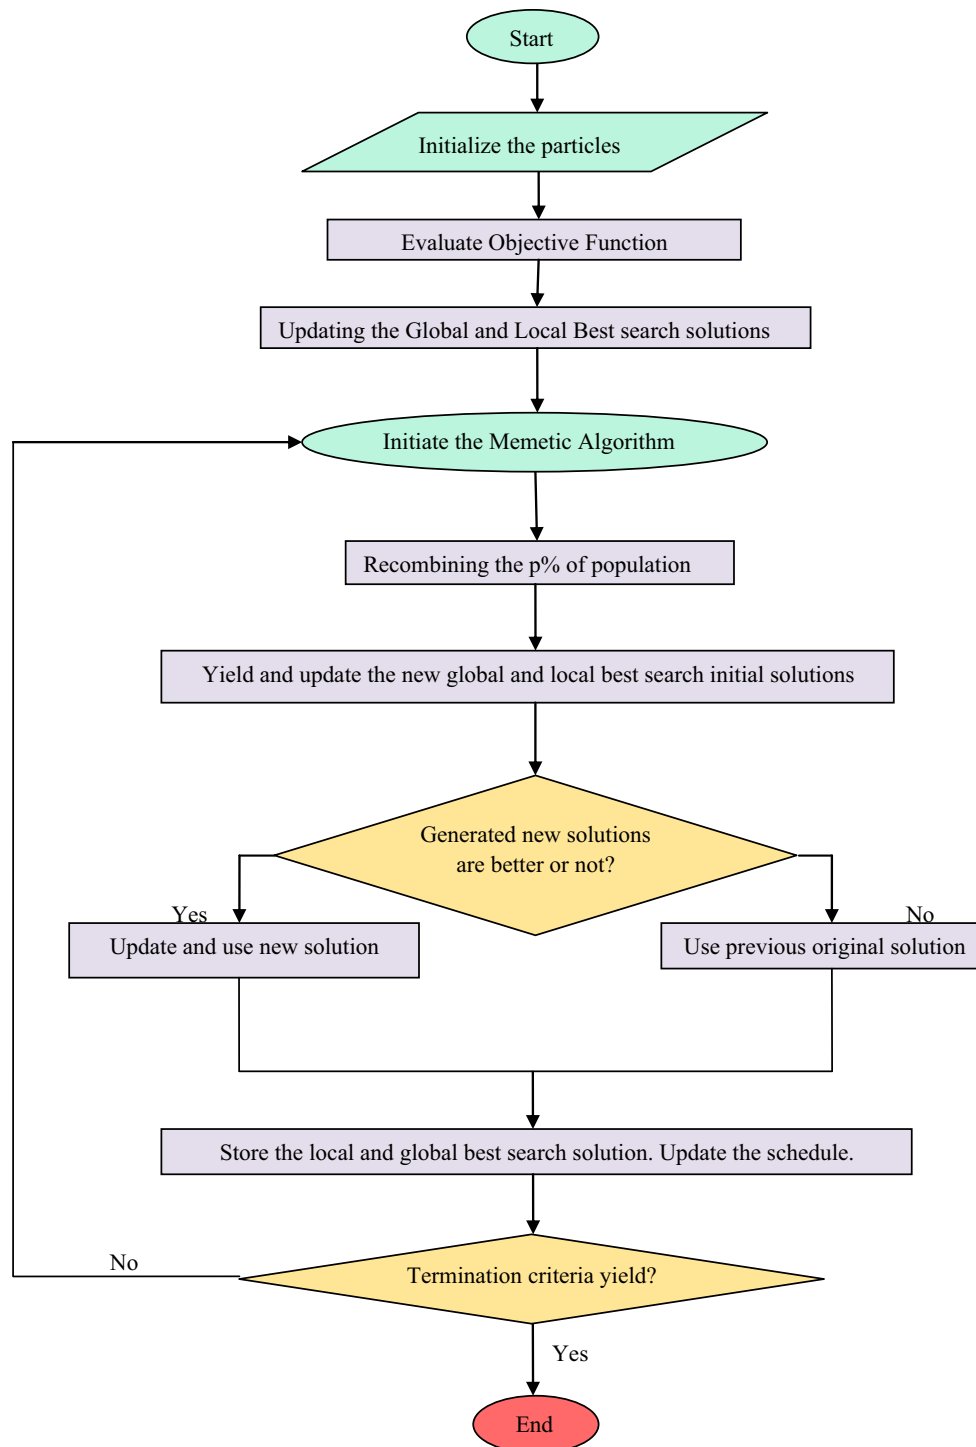 Start
Initialize the particles
Evaluate Objective Function
Updating the Global and Local Best search solutions
Initiate the Memetic Algorithm
Recombining the p% of population
Yield and update the new global and local best search initial solutions
Generated new solutions
are better or not?
Yes
No
Update and use new solution
Use previous original solution
Store the local and global best search solution. Update the schedule.
No
Termination criteria yield?
Yes
End